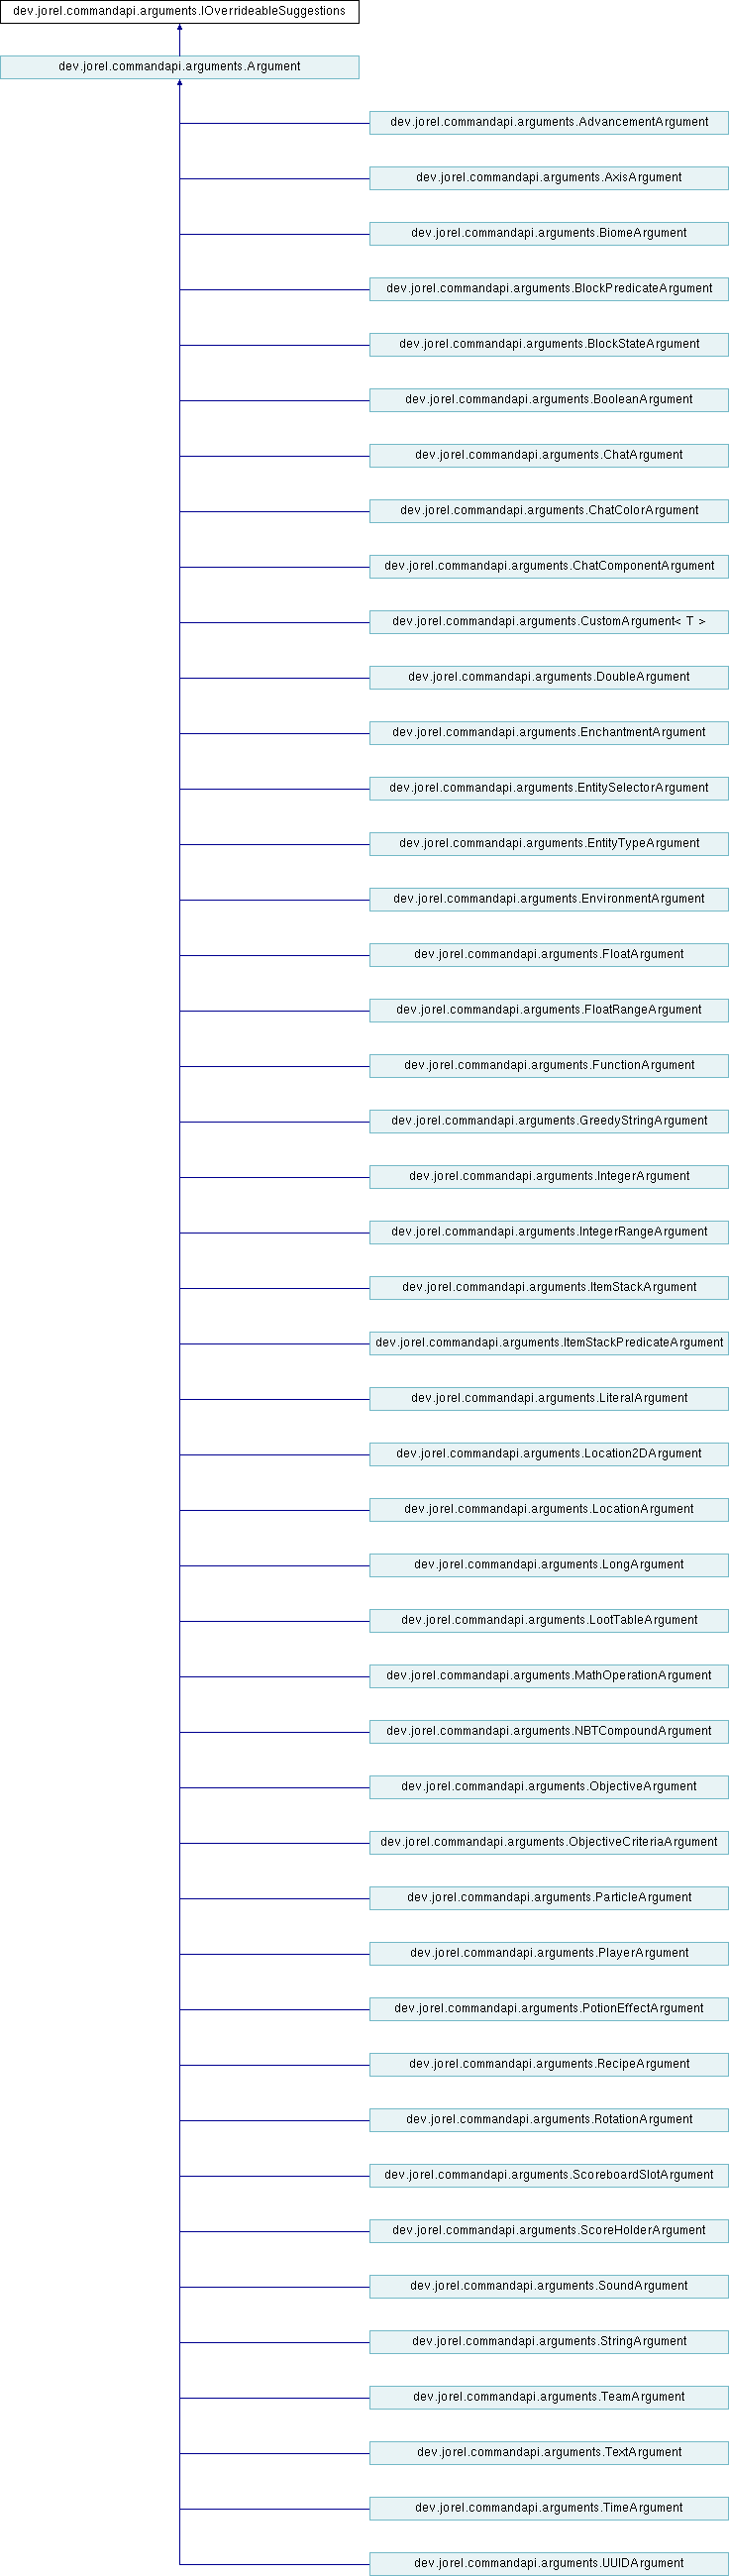 dev.jorel.commandapi.arguments.IOverrideableSuggestions
dev.jorel.commandapi.arguments.Argument
dev.jorel.commandapi.arguments.AdvancementArgument
dev.jorel.commandapi.arguments.AxisArgument
dev.jorel.commandapi.arguments.BiomeArgument
dev.jorel.commandapi.arguments.BlockPredicateArgument
dev.jorel.commandapi.arguments.BlockStateArgument
dev.jorel.commandapi.arguments.BooleanArgument
dev.jorel.commandapi.arguments.ChatArgument
dev.jorel.commandapi.arguments.ChatColorArgument
dev.jorel.commandapi.arguments.ChatComponentArgument
dev.jorel.commandapi.arguments.CustomArgument< T >
dev.jorel.commandapi.arguments.DoubleArgument
dev.jorel.commandapi.arguments.EnchantmentArgument
dev.jorel.commandapi.arguments.EntitySelectorArgument
dev.jorel.commandapi.arguments.EntityTypeArgument
dev.jorel.commandapi.arguments.EnvironmentArgument
dev.jorel.commandapi.arguments.FloatArgument
dev.jorel.commandapi.arguments.FloatRangeArgument
dev.jorel.commandapi.arguments.FunctionArgument
dev.jorel.commandapi.arguments.GreedyStringArgument
dev.jorel.commandapi.arguments.IntegerArgument
dev.jorel.commandapi.arguments.IntegerRangeArgument
dev.jorel.commandapi.arguments.ItemStackArgument
dev.jorel.commandapi.arguments.ItemStackPredicateArgument
dev.jorel.commandapi.arguments.LiteralArgument
dev.jorel.commandapi.arguments.Location2DArgument
dev.jorel.commandapi.arguments.LocationArgument
dev.jorel.commandapi.arguments.LongArgument
dev.jorel.commandapi.arguments.LootTableArgument
dev.jorel.commandapi.arguments.MathOperationArgument
dev.jorel.commandapi.arguments.NBTCompoundArgument
dev.jorel.commandapi.arguments.ObjectiveArgument
dev.jorel.commandapi.arguments.ObjectiveCriteriaArgument
dev.jorel.commandapi.arguments.ParticleArgument
dev.jorel.commandapi.arguments.PlayerArgument
dev.jorel.commandapi.arguments.PotionEffectArgument
dev.jorel.commandapi.arguments.RecipeArgument
dev.jorel.commandapi.arguments.RotationArgument
dev.jorel.commandapi.arguments.ScoreboardSlotArgument
dev.jorel.commandapi.arguments.ScoreHolderArgument
dev.jorel.commandapi.arguments.SoundArgument
dev.jorel.commandapi.arguments.StringArgument
dev.jorel.commandapi.arguments.TeamArgument
dev.jorel.commandapi.arguments.TextArgument
dev.jorel.commandapi.arguments.TimeArgument
dev.jorel.commandapi.arguments.UUIDArgument